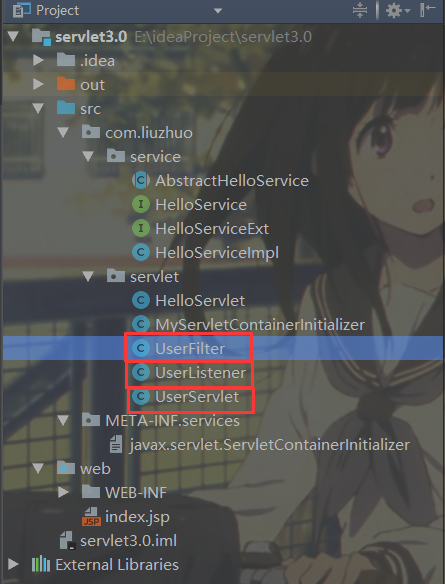 Project
servlet3.0 E:\ideaProject\servlet3.0
.idea
out
src
com.liuzhuo
service
AbstractHelloService
HelloService
HelloServiceExt
HelloServiceImpl
servlet
HelloServlet
MyServletContainerInitializer
UserFilter
UserListener
UserServlet
META-INF.services
javax.servlet.ServletContainerInitializer
web
WEB-INF
index.jsp
servlet3.0.iml
External Libraries